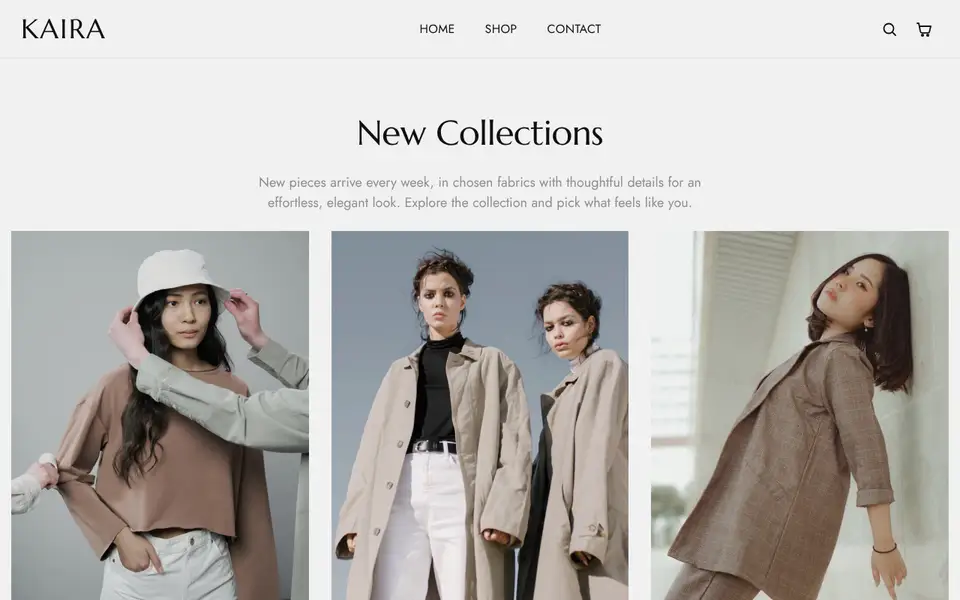 KAIRA
HOME
SHOP
CONTACT
New Collections
New pieces arrive every week, in chosen fabrics with thoughtful details for an
effortless, elegant look. Explore the collection and pick what feels like you.